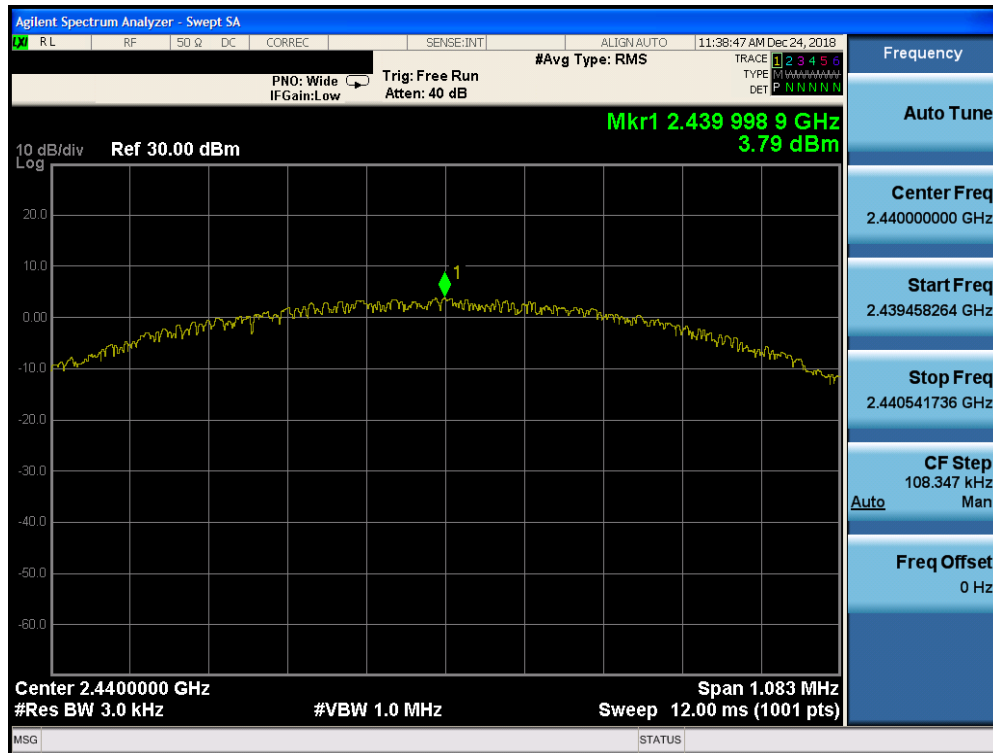 Agilent Spectrum Analyzer - Swept SA
LXI RL RF 50 Ω DC CORREC SENSE:INT ALIGN AUTO 11:38:47 AM Dec 24, 2018
#Avg Type: RMS TRACE 1 2 3 4 5 6
PNO: Wide Trig: Free Run TYPE M WWWWW
IFGain:Low Atten: 40 dB DET P N N N N N
Mkr1 2.439 998 9 GHz
3.79 dBm
10 dB/div Ref 30.00 dBm
Log
20.0
10.0
1
0.00
-10.0
-20.0
-30.0
-40.0
-50.0
-60.0
Center 2.4400000 GHz Span 1.083 MHz
#Res BW 3.0 kHz #VBW 1.0 MHz Sweep 12.00 ms (1001 pts)
MSG STATUS
Frequency
Auto Tune
Center Freq
2.440000000 GHz
Start Freq
2.439458264 GHz
Stop Freq
2.440541736 GHz
CF Step
108.347 kHz
Auto Man
Freq Offset
0 Hz